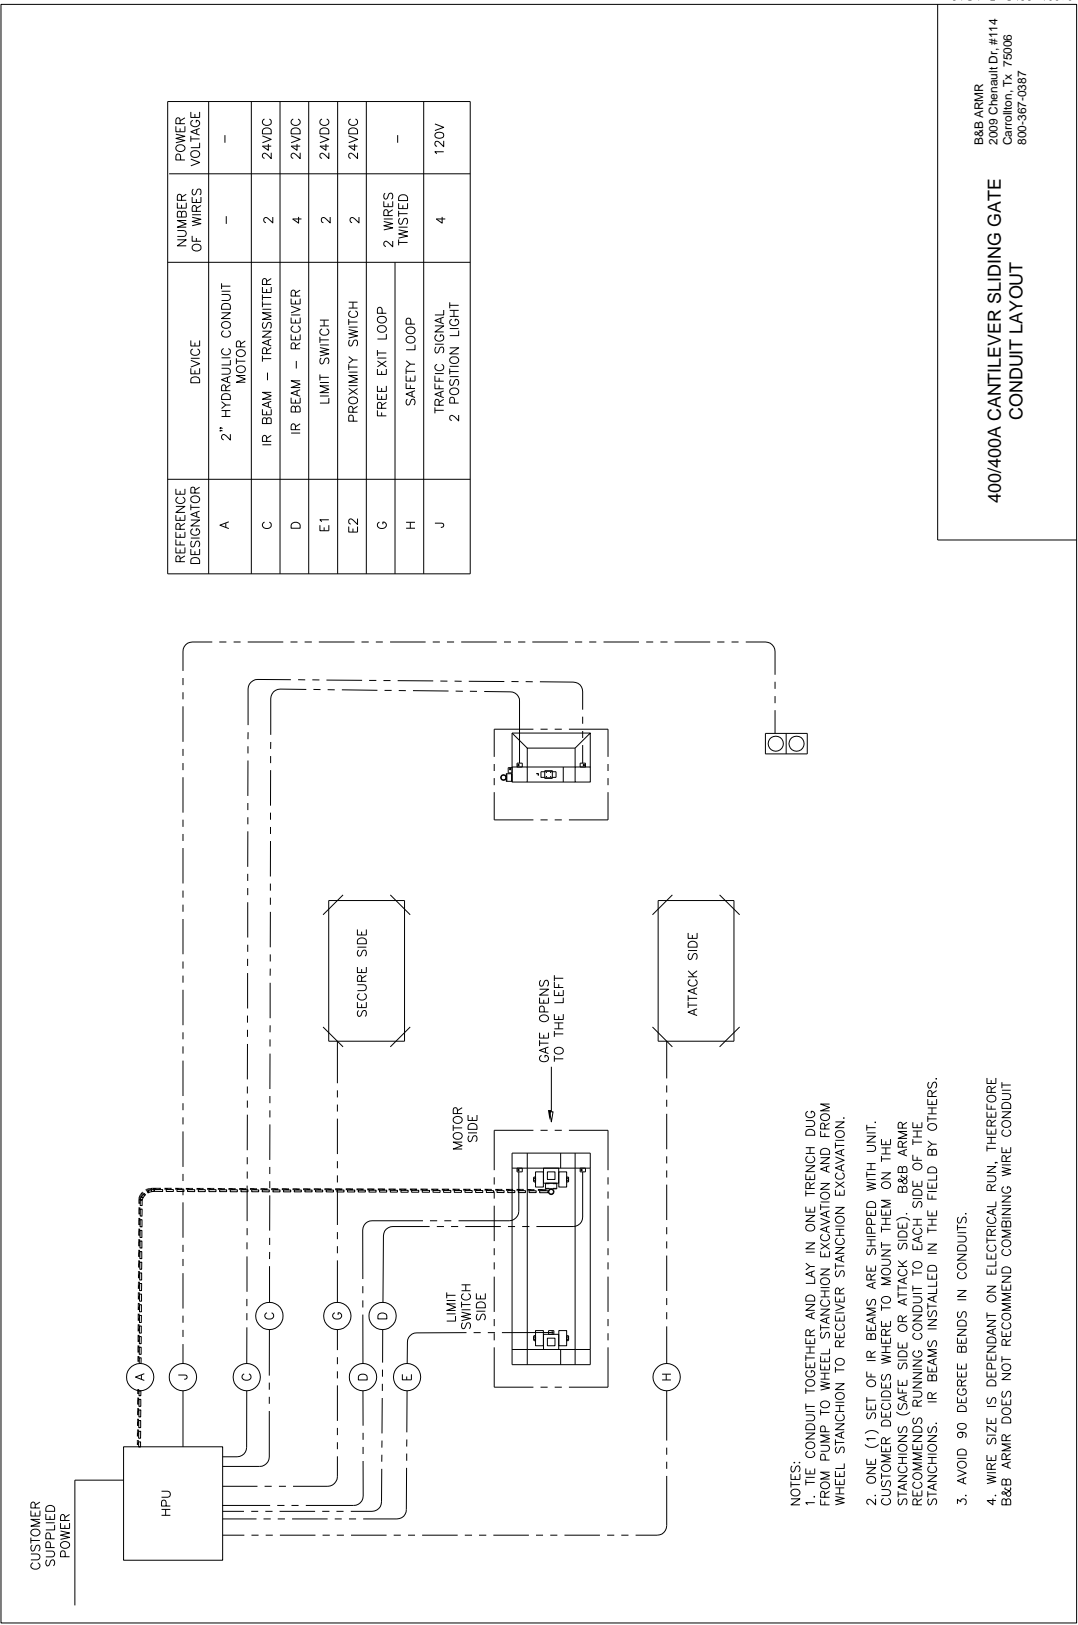 CUSTOMER
SUPPLIED
POWER
HPU
A
J
C
C
G
D
D
E
H
LIMIT
SWITCH
SIDE
MOTOR
SIDE
GATE OPENS
TO THE LEFT
SECURE SIDE
ATTACK SIDE
REFERENCE DESIGNATOR DEVICE NUMBER OF WIRES POWER VOLTAGE
A 2" HYDRAULIC CONDUIT MOTOR – –
C IR BEAM – TRANSMITTER 2 24VDC
D IR BEAM – RECEIVER 4 24VDC
E1 LIMIT SWITCH 2 24VDC
E2 PROXIMITY SWITCH 2 24VDC
G FREE EXIT LOOP 2 WIRES TWISTED –
H SAFETY LOOP
J TRAFFIC SIGNAL 2 POSITION LIGHT 4 120V
NOTES:
1. TIE CONDUIT TOGETHER AND LAY IN ONE TRENCH DUG
FROM PUMP TO WHEEL STANCHION EXCAVATION AND FROM
WHEEL STANCHION TO RECEIVER STANCHION EXCAVATION.
2. ONE (1) SET OF IR BEAMS ARE SHIPPED WITH UNIT.
CUSTOMER DECIDES WHERE TO MOUNT THEM ON THE
STANCHIONS (SAFE SIDE OR ATTACK SIDE). B&B ARMR
RECOMMENDS RUNNING CONDUIT TO EACH SIDE OF THE
STANCHIONS. IR BEAMS INSTALLED IN THE FIELD BY OTHERS.
3. AVOID 90 DEGREE BENDS IN CONDUITS.
4. WIRE SIZE IS DEPENDANT ON ELECTRICAL RUN, THEREFORE
B&B ARMR DOES NOT RECOMMEND COMBINING WIRE CONDUIT
400/400A CANTILEVER SLIDING GATE
CONDUIT LAYOUT
B&B ARMR
2009 Chenault Dr, #114
Carrollton, Tx 75006
800-367-0387